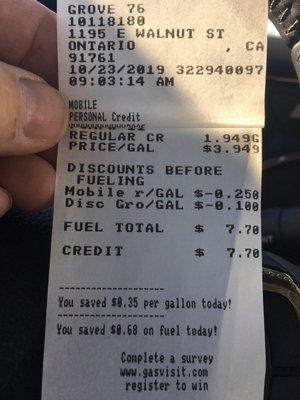 GROVE 76
10118180
1195 E WALNUT ST
ONTARIO , CA
91761
10/23/2019 322940097
09:03:14 AM
MOBILE
PERSONAL Credit
REGULAR CR 1.949G
PRICE/GAL $3.949
DISCOUNTS BEFORE
FUELING
Mobile r/GAL $-0.250
Disc Gro/GAL $-0.100
FUEL TOTAL $ 7.70
CREDIT $ 7.70
--------------------
You saved $0.35 per gallon today!
--------------------
You saved $0.68 on fuel today!
Complete a survey
www.gasvisit.com
register to win